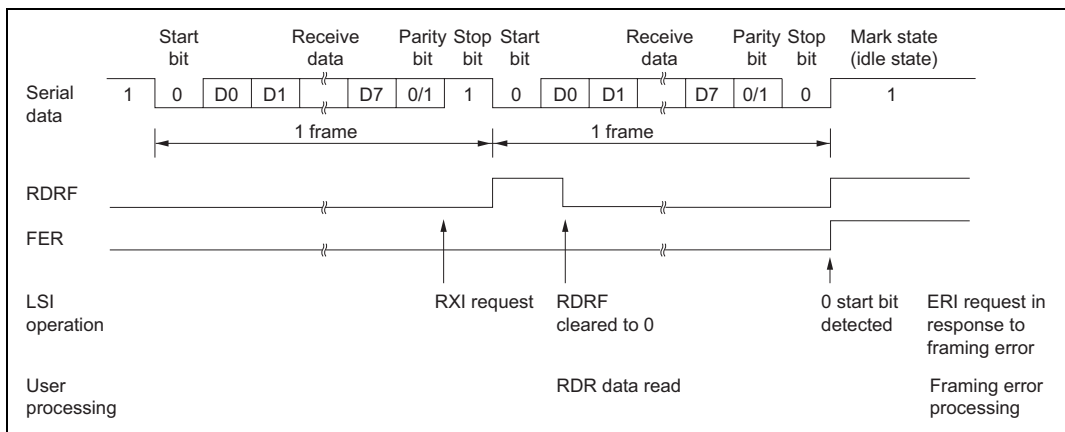 Start bit Receive data Parity bit Stop bit Start bit Receive data Parity bit Stop bit Mark state (idle state)
Serial data 1 0 D0 D1 D7 0/1 1 0 D0 D1 D7 0/1 0 1
1 frame 1 frame
RDRF
FER
LSI operation RXI request RDRF cleared to 0 0 start bit detected ERI request in response to framing error
User processing RDR data read Framing error processing